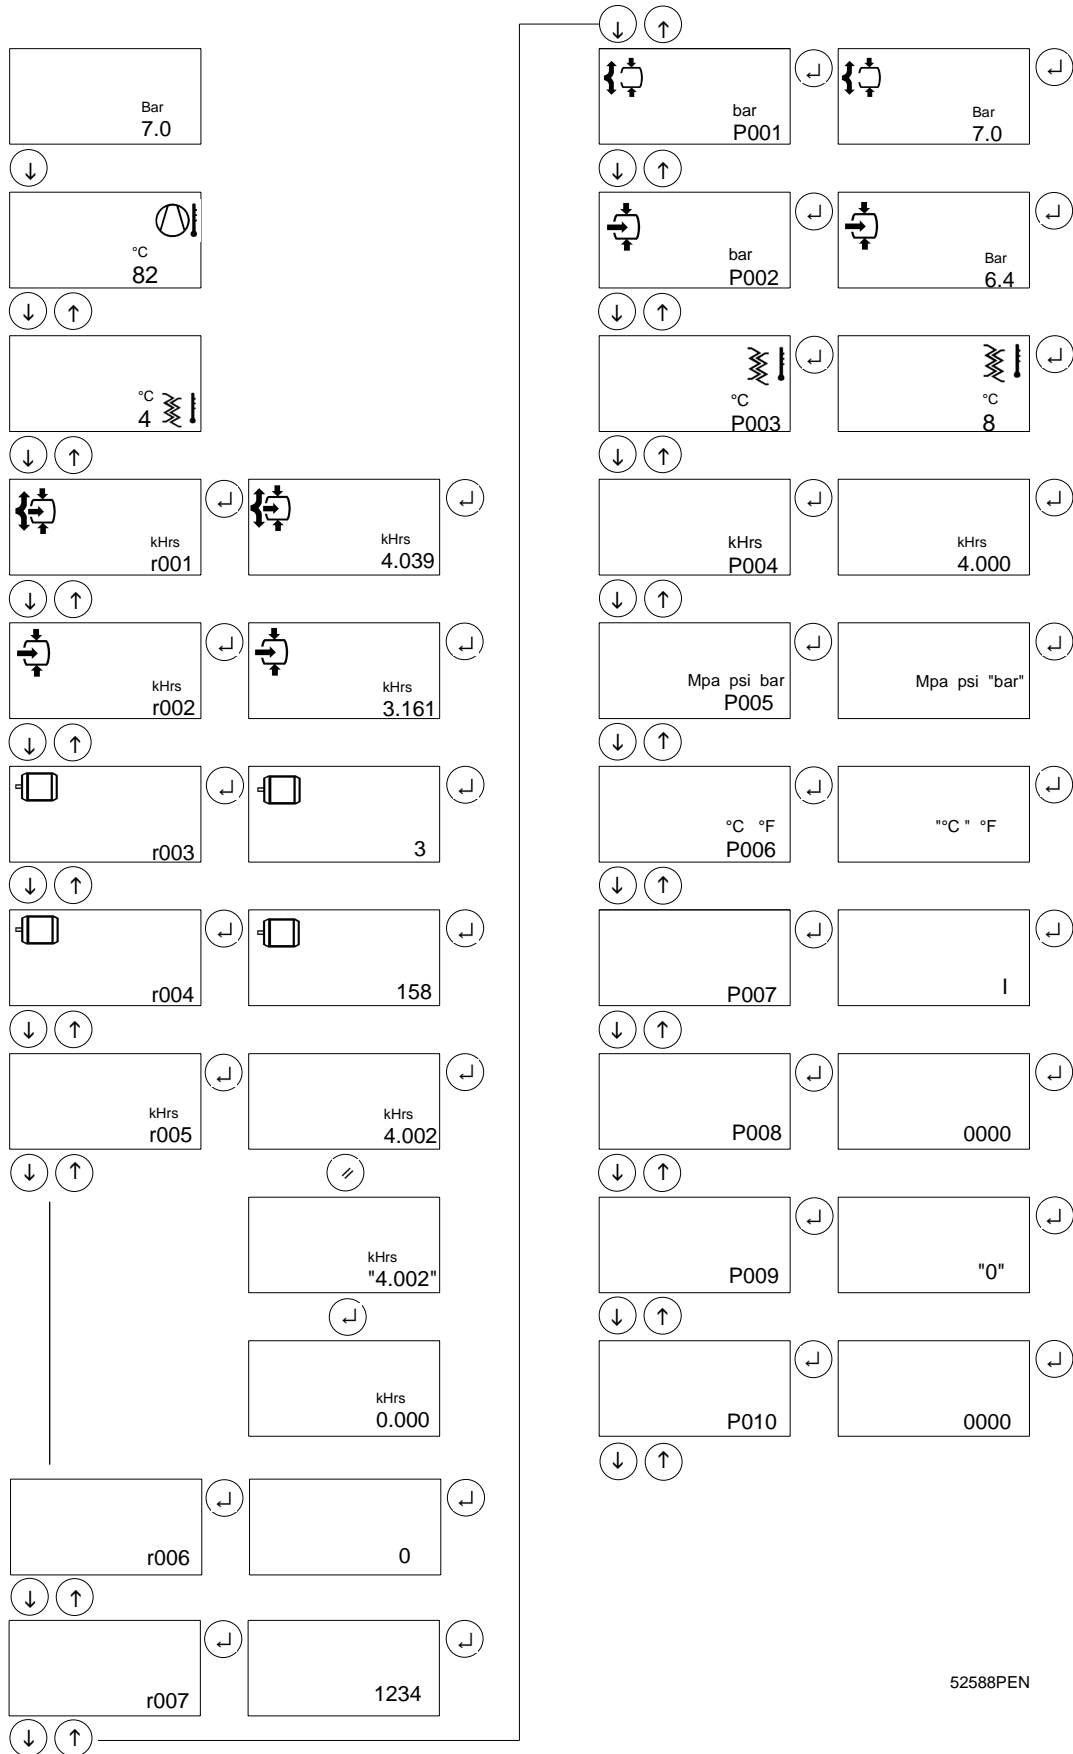 Bar
7.0
°C
82
°C
4
kHrs
r001
kHrs
4.039
kHrs
r002
kHrs
3.161
r003
3
r004
158
kHrs
r005
kHrs
4.002
kHrs
"4.002"
kHrs
0.000
r006
0
r007
1234
bar
P001
Bar
7.0
bar
P002
Bar
6.4
°C
P003
°C
8
kHrs
P004
kHrs
4.000
Mpa psi bar
P005
Mpa psi "bar"
°C °F
P006
"°C " °F
P007
I
P008
0000
P009
"0"
P010
0000
52588PEN